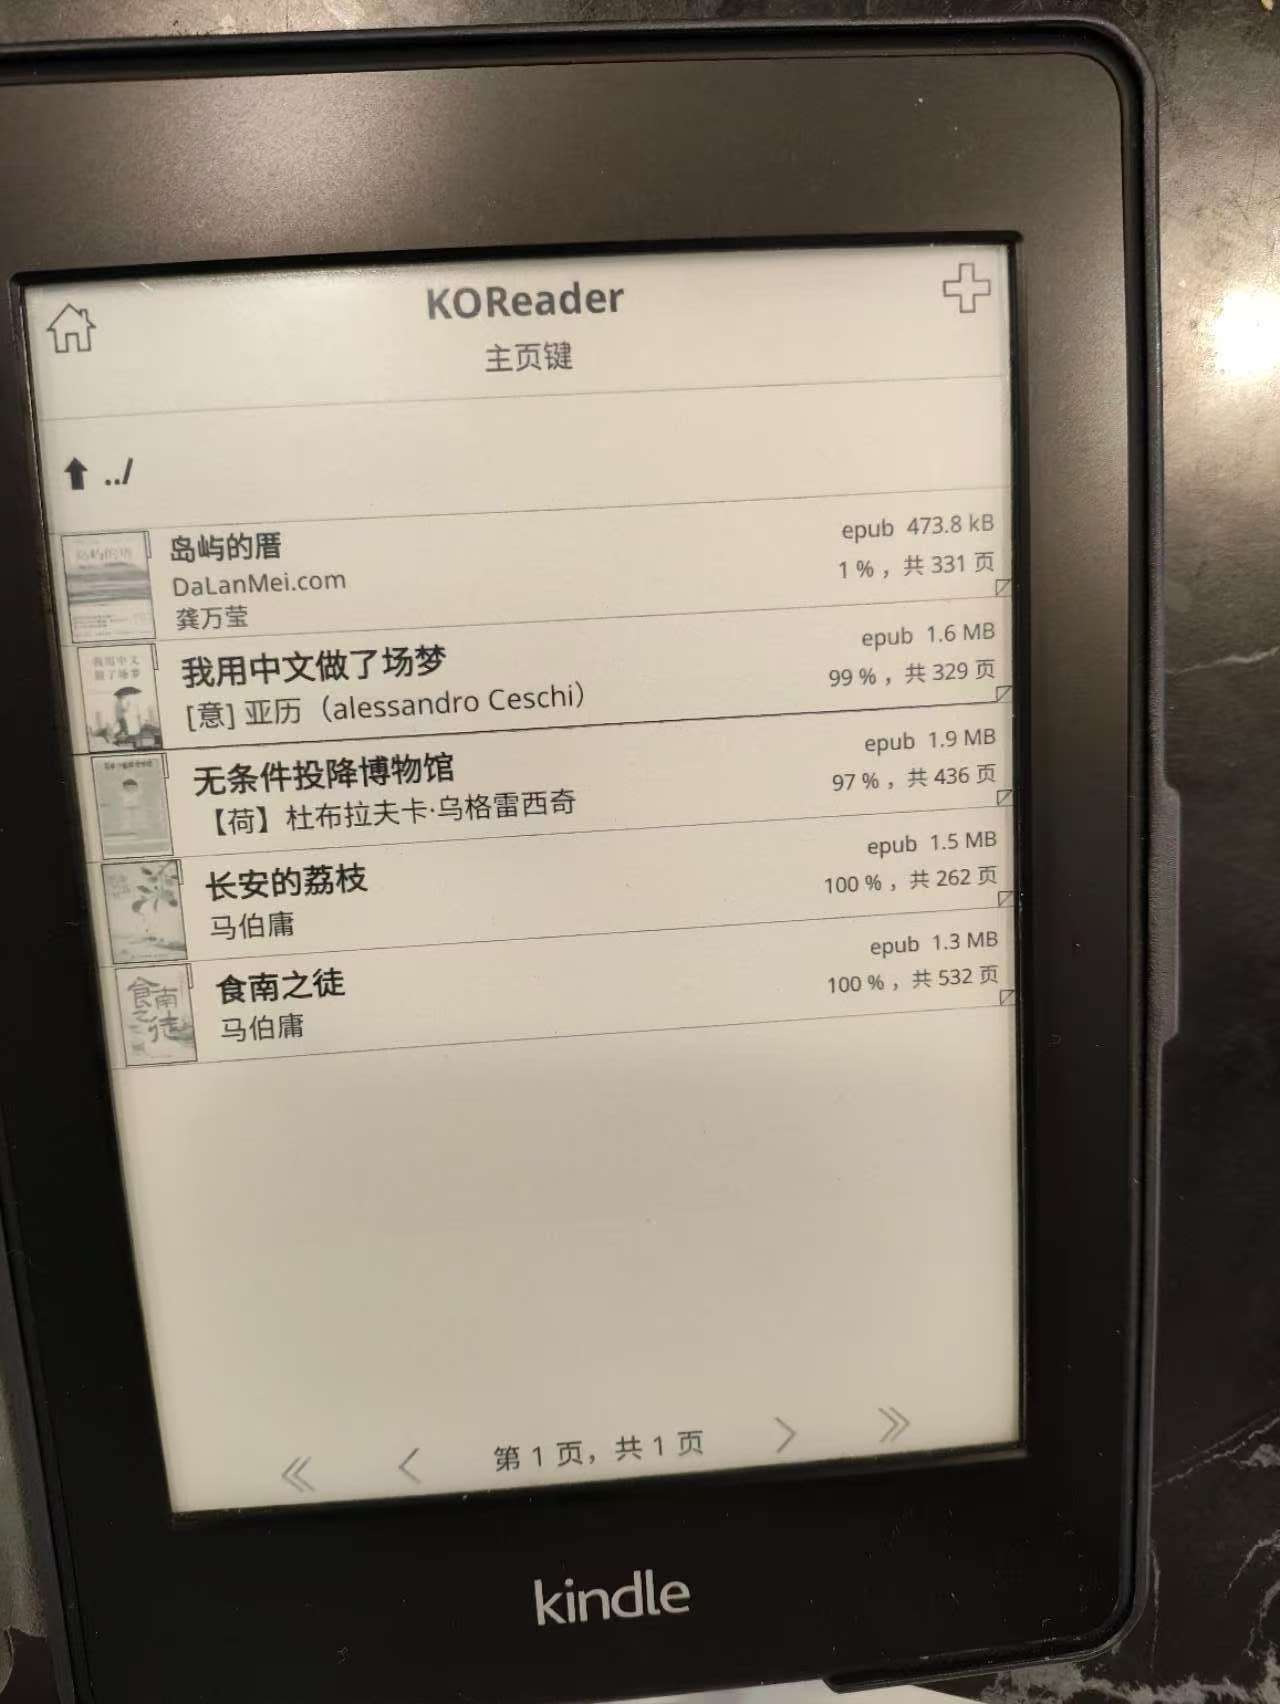 KOReader
主页键
../
岛屿的厝
DaLanMei.com
龚万莹
epub 473.8 kB
1 %，共 331 页
我用中文做了场梦
[意] 亚历（alessandro Ceschi）
epub 1.6 MB
99 %，共 329 页
无条件投降博物馆
【荷】杜布拉夫卡·乌格雷西奇
epub 1.9 MB
97 %，共 436 页
长安的荔枝
马伯庸
epub 1.5 MB
100 %，共 262 页
食南之徒
食南之徒
马伯庸
epub 1.3 MB
100 %，共 532 页
第 1 页，共 1 页
kindle